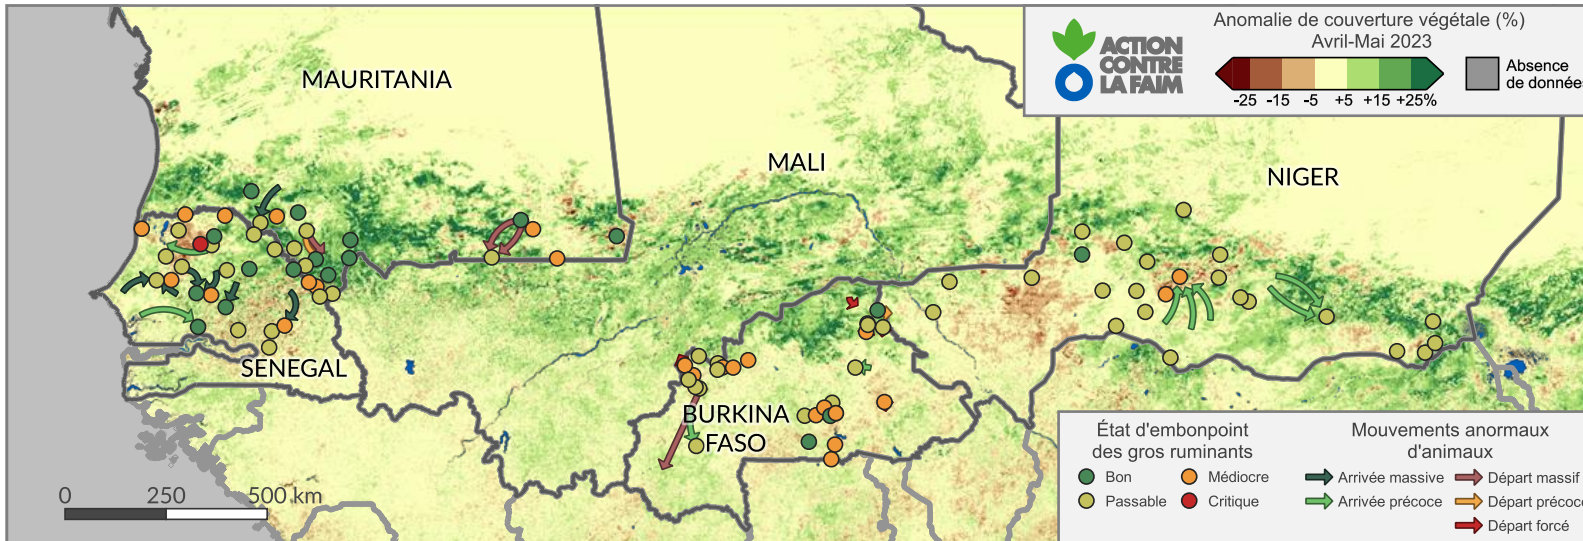 Anomalie de couverture végétale (%)
Avril-Mai 2023
ACTION
CONTRE
LA FAIM
-25 -15 -5 +5 +15 +25%
Absence
de données
MAURITANIA
MALI
NIGER
SENEGAL
BURKINA
FASO
0 250 500 km
État d'embonpoint
des gros ruminants
Bon
Médiocre
Passable
Critique
Mouvements anormaux
d'animaux
Arrivée massive
Départ massif
Arrivée précoce
Départ précoce
Départ forcé